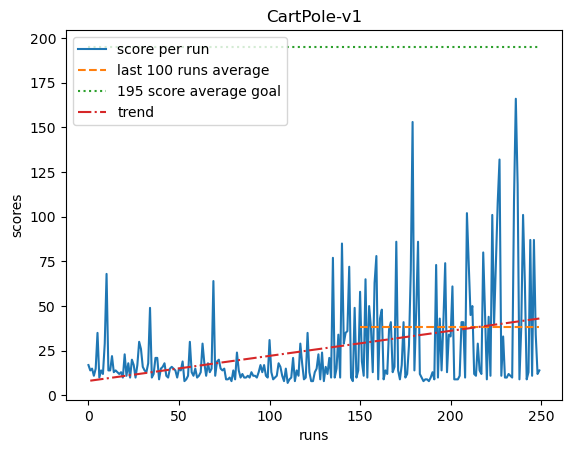 CartPole-v1
score per run
last 100 runs average
195 score average goal
trend
scores
200
175
150
125
100
75
50
25
0
0 50 100 150 200 250
runs